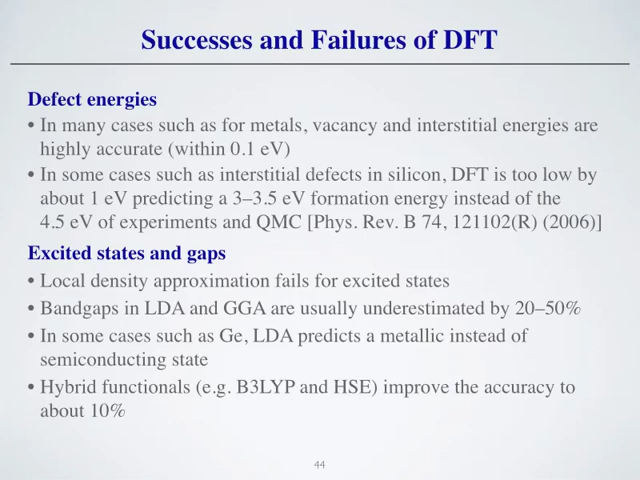 Successes and Failures of DFT
Defect energies
• In many cases such as for metals, vacancy and interstitial energies are
highly accurate (within 0.1 eV)
• In some cases such as interstitial defects in silicon, DFT is too low by
about 1 eV predicting a 3–3.5 eV formation energy instead of the
4.5 eV of experiments and QMC [Phys. Rev. B 74, 121102(R) (2006)]
Excited states and gaps
• Local density approximation fails for excited states
• Bandgaps in LDA and GGA are usually underestimated by 20–50%
• In some cases such as Ge, LDA predicts a metallic instead of
semiconducting state
• Hybrid functionals (e.g. B3LYP and HSE) improve the accuracy to
about 10%
44